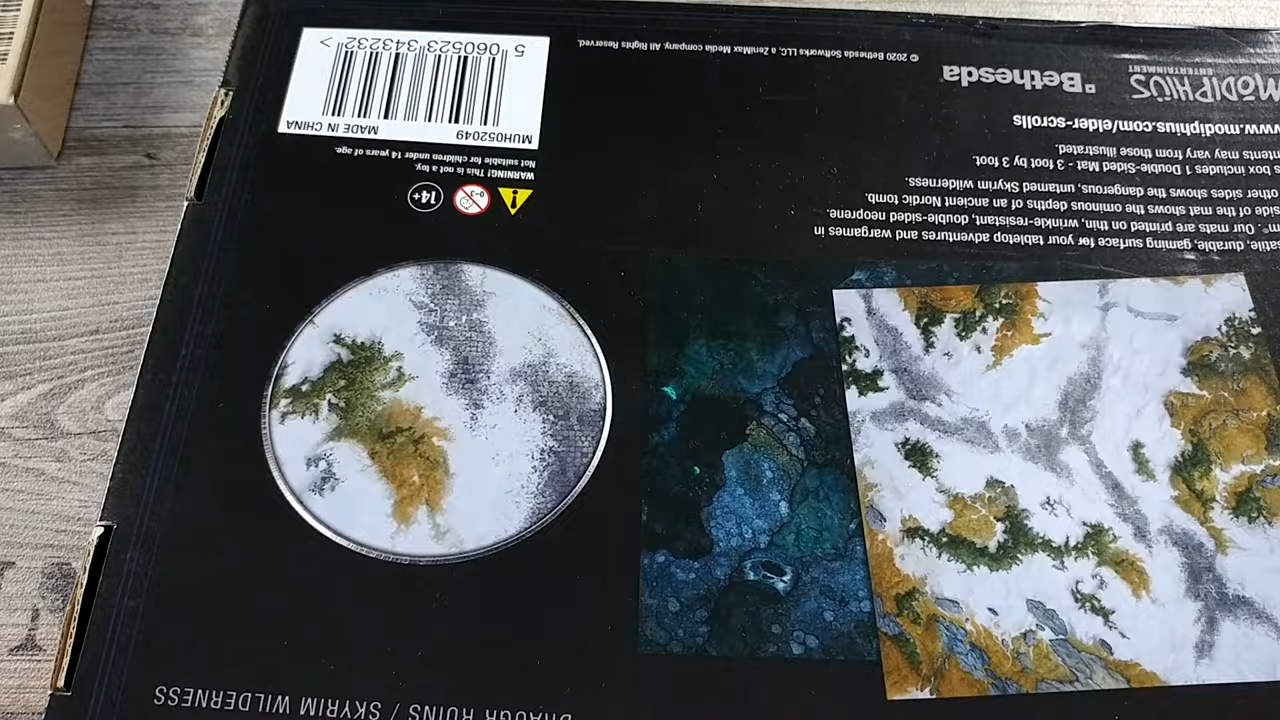 DRAUGR RUINS / SKYRIM WILDERNESS
satile, durable, gaming surface for your tabletop adventures and wargames in
m®. Our mats are printed on thin, wrinkle-resistant, double-sided neoprene.
side of the mat shows the ominous depths of an ancient Nordic tomb.
other sides shows the dangerous, untamed Skyrim wilderness.
s box includes 1 Double-Sided Mat - 3 foot by 3 foot.
ntents may vary from those illustrated.
www.modiphius.com/elder-scrolls
MŌDIPHIÜS
ENTERTAINMENT
Bethesda
© 2020 Bethesda Softworks LLC, a ZeniMax Media company. All Rights Reserved.
0-3
14+
WARNING! This is not a toy.
Not suitable for children under 14 years of age.
MUH052049
MADE IN CHINA
5 060523 343232 >